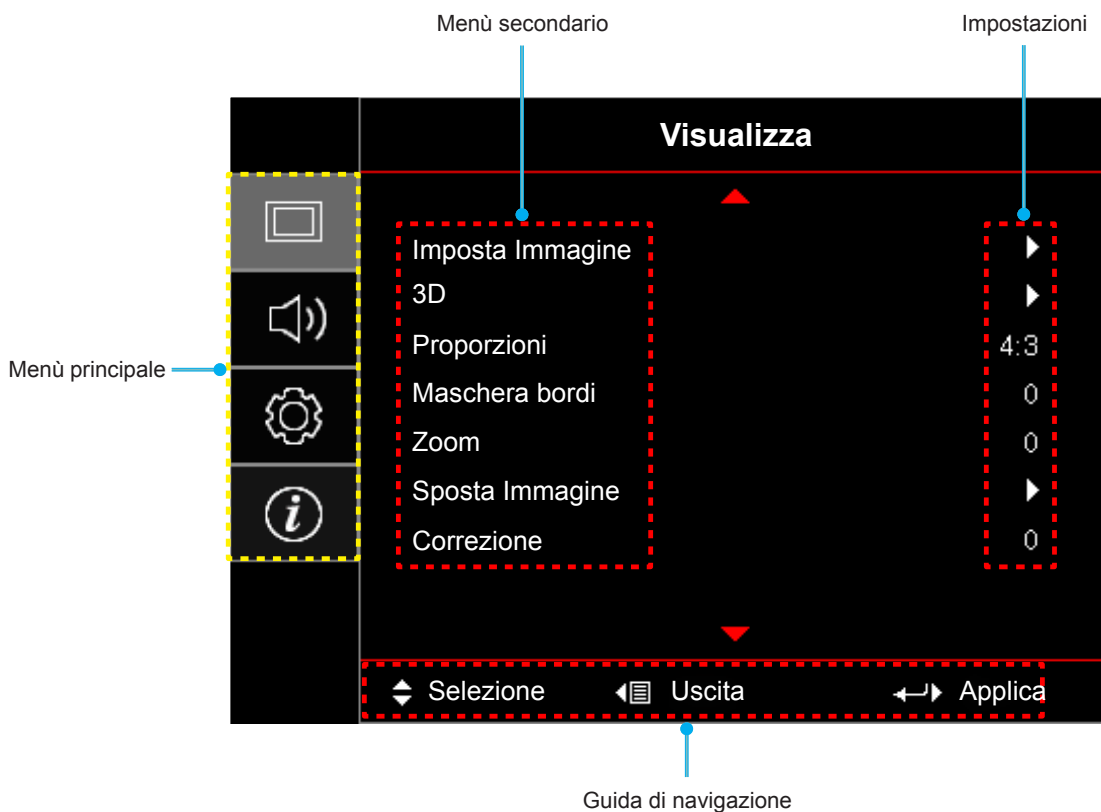 Menù secondario
Impostazioni
Visualizza
Imposta Immagine
3D
Proporzioni 4:3
Menù principale
Maschera bordi 0
Zoom 0
Sposta Immagine
Correzione 0
Selezione Uscita Applica
Guida di navigazione